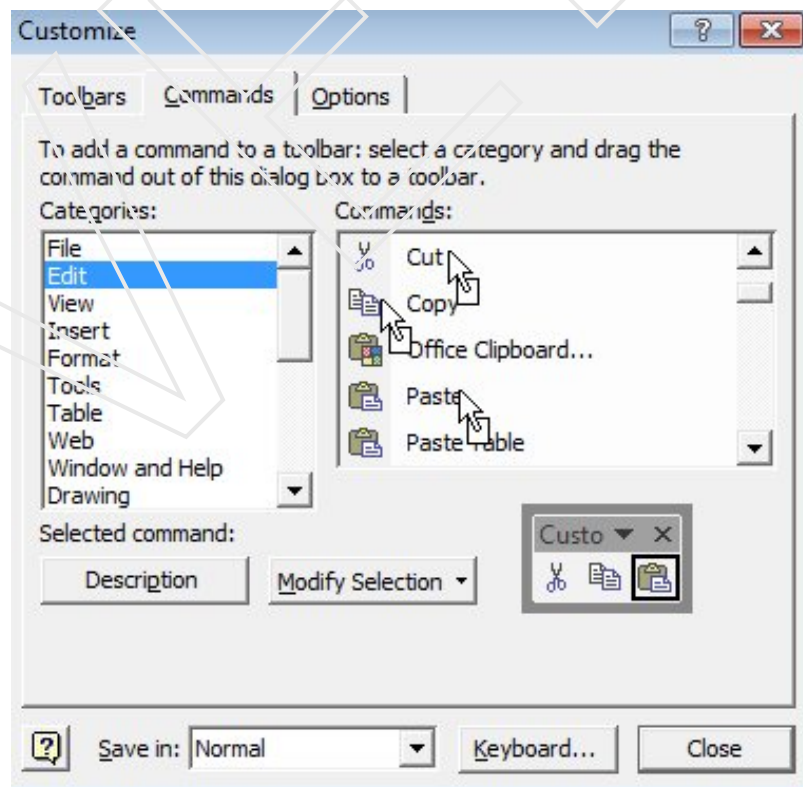 Customize
Toolbars Commands Options
To add a command to a toolbar: select a category and drag the
command out of this dialog box to a toolbar.
Categories: Commands:
File
Edit
View
Insert
Format
Tools
Table
Web
Window and Help
Drawing
Cut
Copy
Office Clipboard...
Paste
Paste Table
Selected command:
Description Modify Selection
Custo
Save in: Normal Keyboard... Close